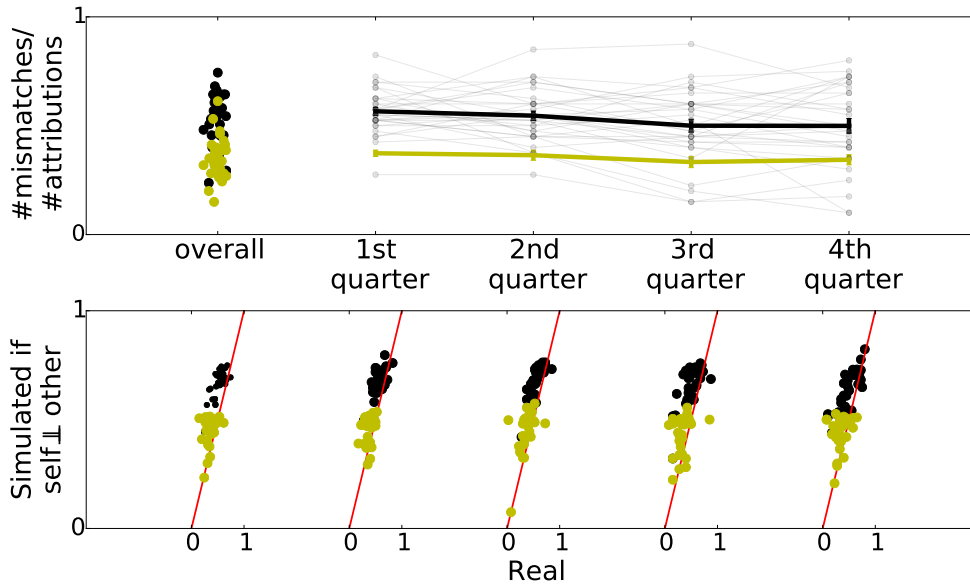 1
#mismatches/
#attributions
0
overall
1st
quarter
2nd
quarter
3rd
quarter
4th
quarter
1
Simulated if
self ⫫ other
0
0 1 0 1 0 1 0 1 0 1
Real